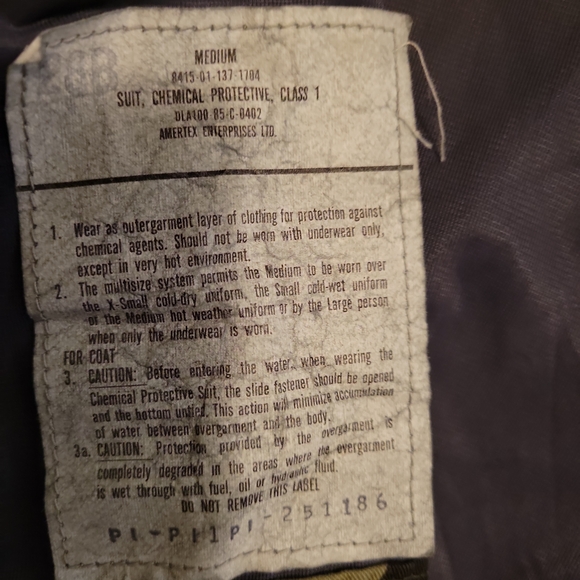 MEDIUM
8415-01-137-1704
SUIT, CHEMICAL PROTECTIVE, CLASS 1
DLA100 85-C-0402
AMERTEX ENTERPRISES LTD.
1. Wear as outergarment layer of clothing for protection against
chemical agents. Should not be worn with underwear only,
except in very hot environment.
2. The multisize system permits the Medium to be worn over
the X-Small cold-dry uniform, the Small cold-wet uniform
or the Medium hot weather uniform or by the Large person
when only the underwear is worn.
FOR COAT
3. CAUTION: Before entering the water, when wearing the
Chemical Protective Suit, the slide fastener should be opened
and the bottom untied. This action will minimize accumulation
of water between overgarment and the body.
3a. CAUTION: Protection provided by the overgarment is
completely degraded in the areas where the overgarment
is wet through with fuel, oil or hydraulic fluid.
DO NOT REMOVE THIS LABEL
P1-P11P1-251186